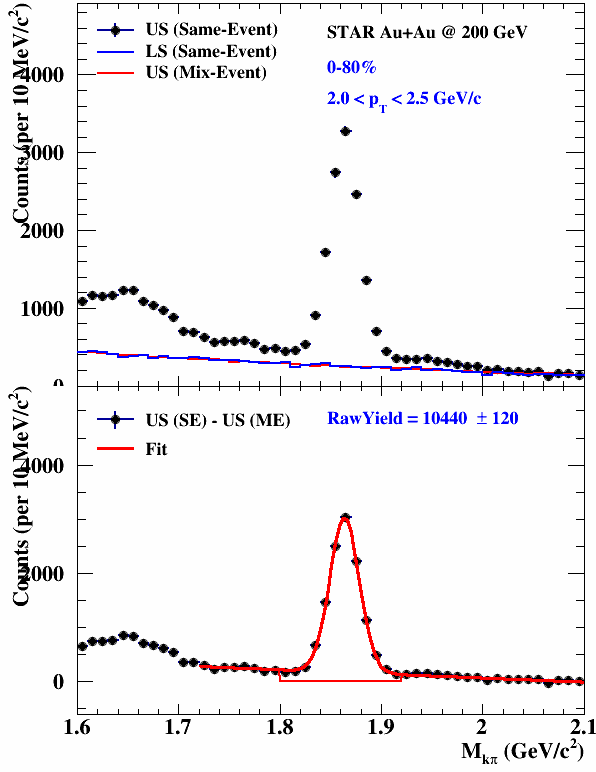 US (Same-Event)
LS (Same-Event)
US (Mix-Event)
STAR Au+Au @ 200 GeV
0-80%
2.0 < pT < 2.5 GeV/c
Counts (per 10 MeV/c²)
4000
3000
2000
1000
0
US (SE) - US (ME)
Fit
RawYield = 10440 ± 120
Counts (per 10 MeV/c²)
4000
2000
0
1.6 1.7 1.8 1.9 2 2.1
Mkπ (GeV/c²)